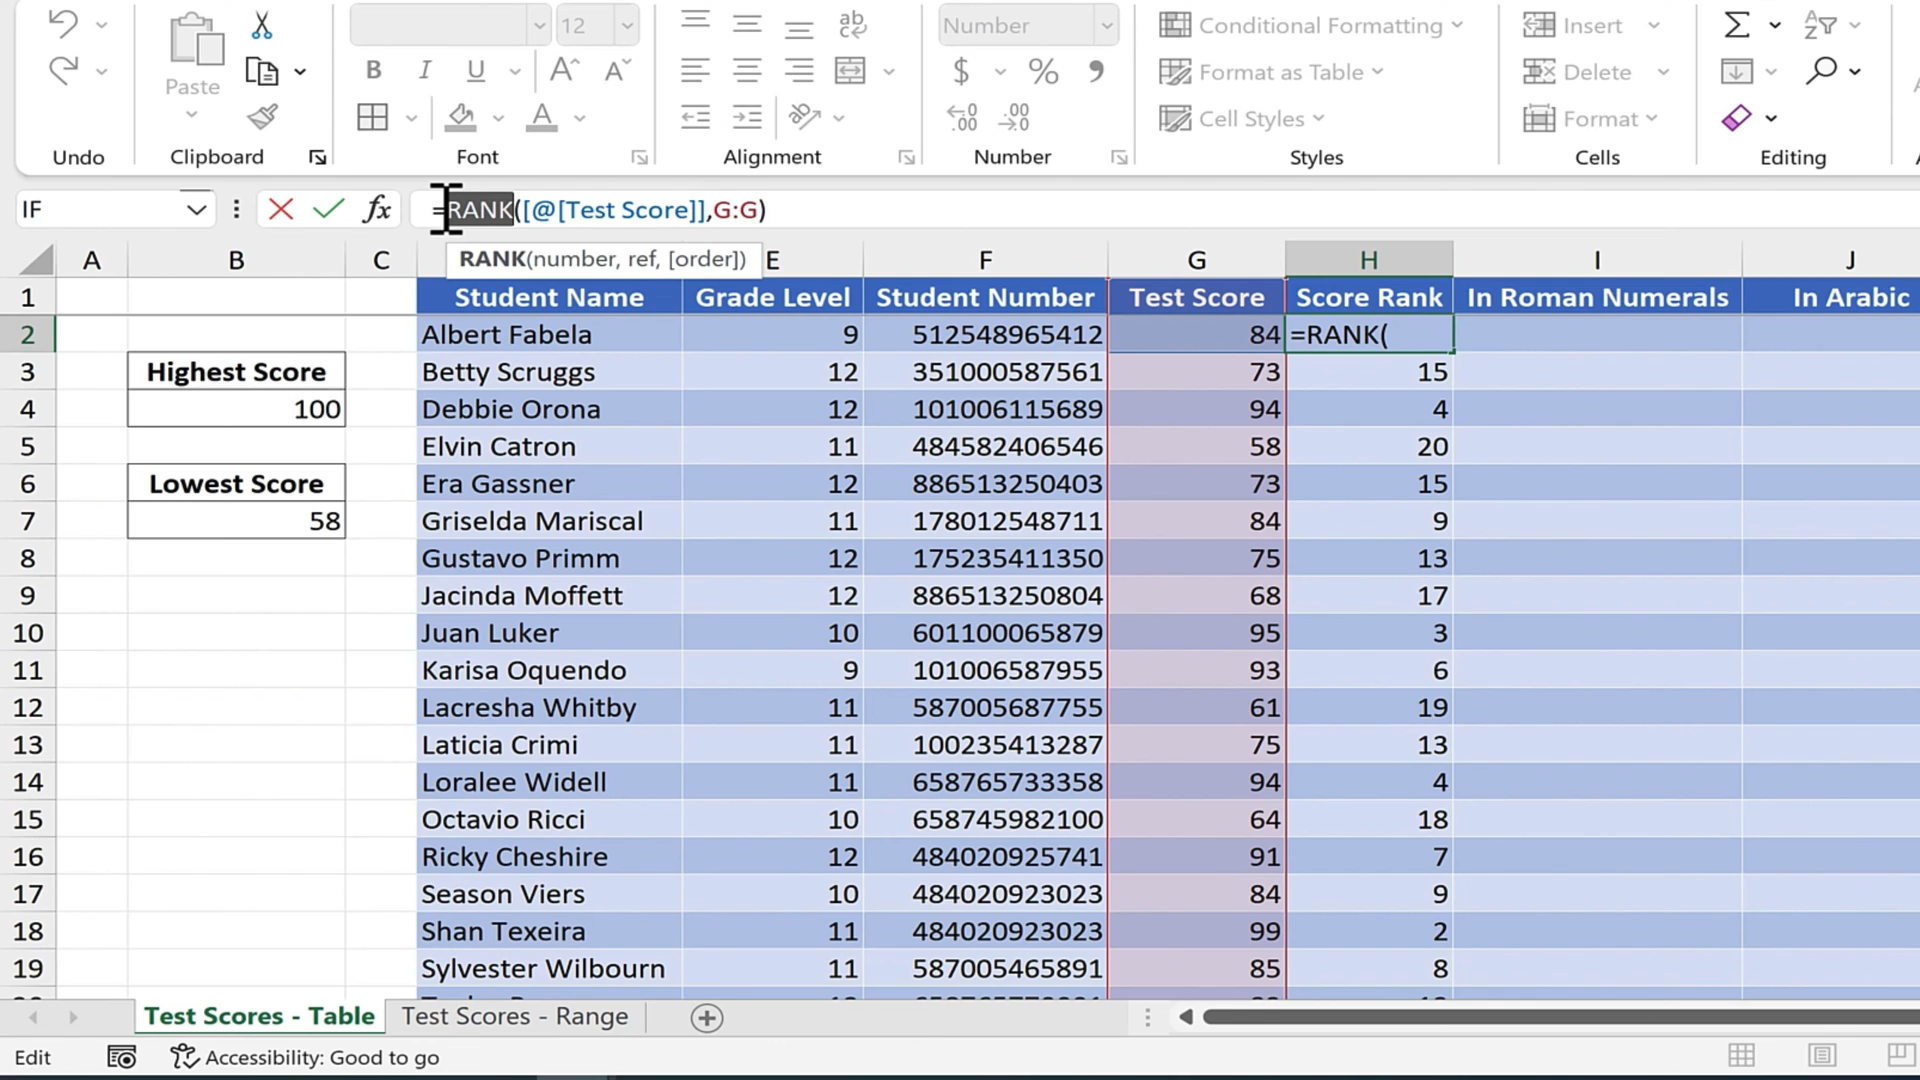 12 Number Conditional Formatting Insert
Paste B I U $ % Format as Table Delete
Cell Styles Format
Undo Clipboard Font Alignment Number Styles Cells Editing
IF fx =RANK([@[Test Score]],G:G)
RANK(number, ref, [order])
A B C E F G H I J
1 Student Name Grade Level Student Number Test Score Score Rank In Roman Numerals In Arabic
2 Albert Fabela 9 512548965412 84 =RANK(
3 Highest Score Betty Scruggs 12 351000587561 73 15
4 100 Debbie Orona 12 101006115689 94 4
5 Elvin Catron 11 484582406546 58 20
6 Lowest Score Era Gassner 12 886513250403 73 15
7 58 Griselda Mariscal 11 178012548711 84 9
8 Gustavo Primm 12 175235411350 75 13
9 Jacinda Moffett 12 886513250804 68 17
10 Juan Luker 10 601100065879 95 3
11 Karisa Oquendo 9 101006587955 93 6
12 Lacresha Whitby 11 587005687755 61 19
13 Laticia Crimi 11 100235413287 75 13
14 Loralee Widell 11 658765733358 94 4
15 Octavio Ricci 10 658745982100 64 18
16 Ricky Cheshire 12 484020925741 91 7
17 Season Viers 10 484020923023 84 9
18 Shan Texeira 11 484020923023 99 2
19 Sylvester Wilbourn 11 587005465891 85 8
Test Scores - Table Test Scores - Range
Edit Accessibility: Good to go